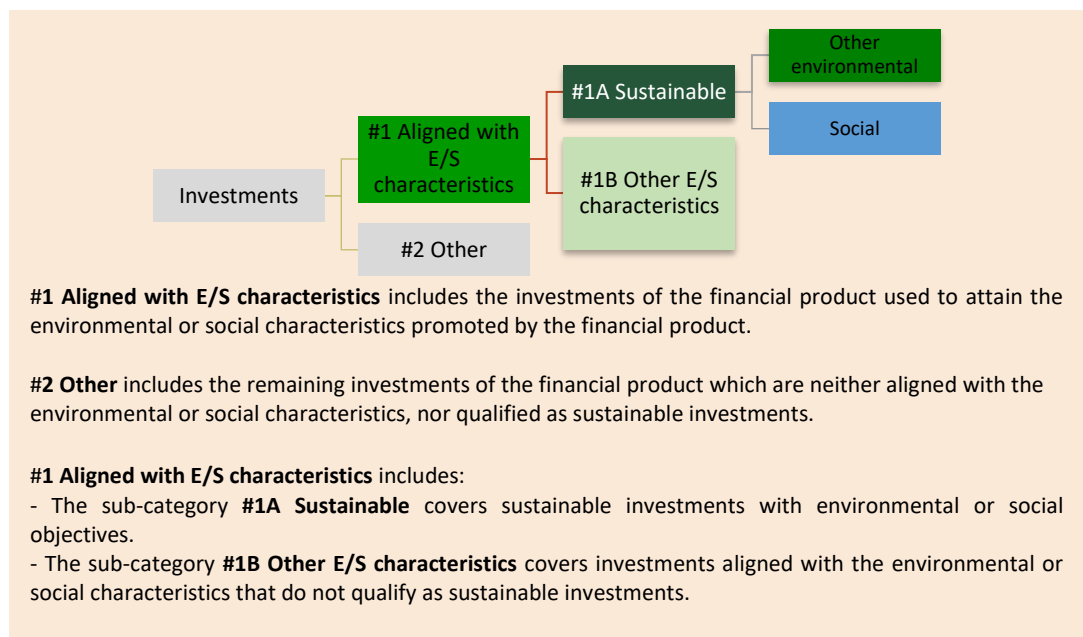 Other
environmental
#1A Sustainable
Social
#1 Aligned with
E/S
characteristics
#1B Other E/S
characteristics
Investments
#2 Other
#1 Aligned with E/S characteristics includes the investments of the financial product used to attain the
environmental or social characteristics promoted by the financial product.
#2 Other includes the remaining investments of the financial product which are neither aligned with the
environmental or social characteristics, nor qualified as sustainable investments.
#1 Aligned with E/S characteristics includes:
- The sub-category #1A Sustainable covers sustainable investments with environmental or social
objectives.
- The sub-category #1B Other E/S characteristics covers investments aligned with the environmental or
social characteristics that do not qualify as sustainable investments.